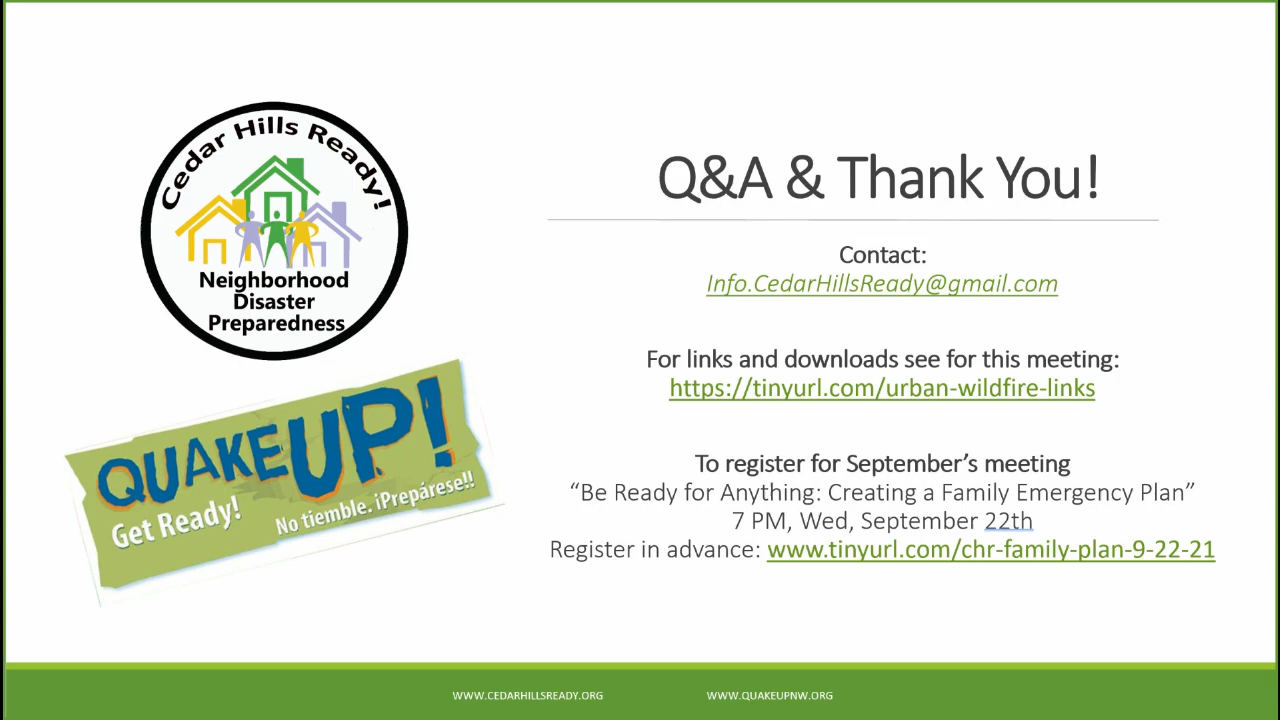 Cedar Hills Ready!
Neighborhood
Disaster
Preparedness
QUAKEUP!
Get Ready!
No tiemble. ¡Prepárese!!
Q&A & Thank You!
Contact:
Info.CedarHillsReady@gmail.com
For links and downloads see for this meeting:
https://tinyurl.com/urban-wildfire-links
To register for September’s meeting
“Be Ready for Anything: Creating a Family Emergency Plan”
7 PM, Wed, September 22th
Register in advance: www.tinyurl.com/chr-family-plan-9-22-21
WWW.CEDARHILLSREADY.ORG
WWW.QUAKEUPNW.ORG